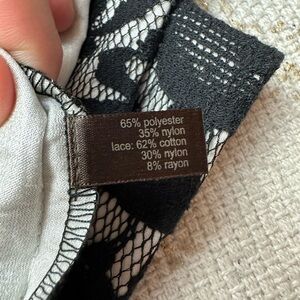 65% polyester
35% nylon
lace: 62% cotton
30% nylon
8% rayon